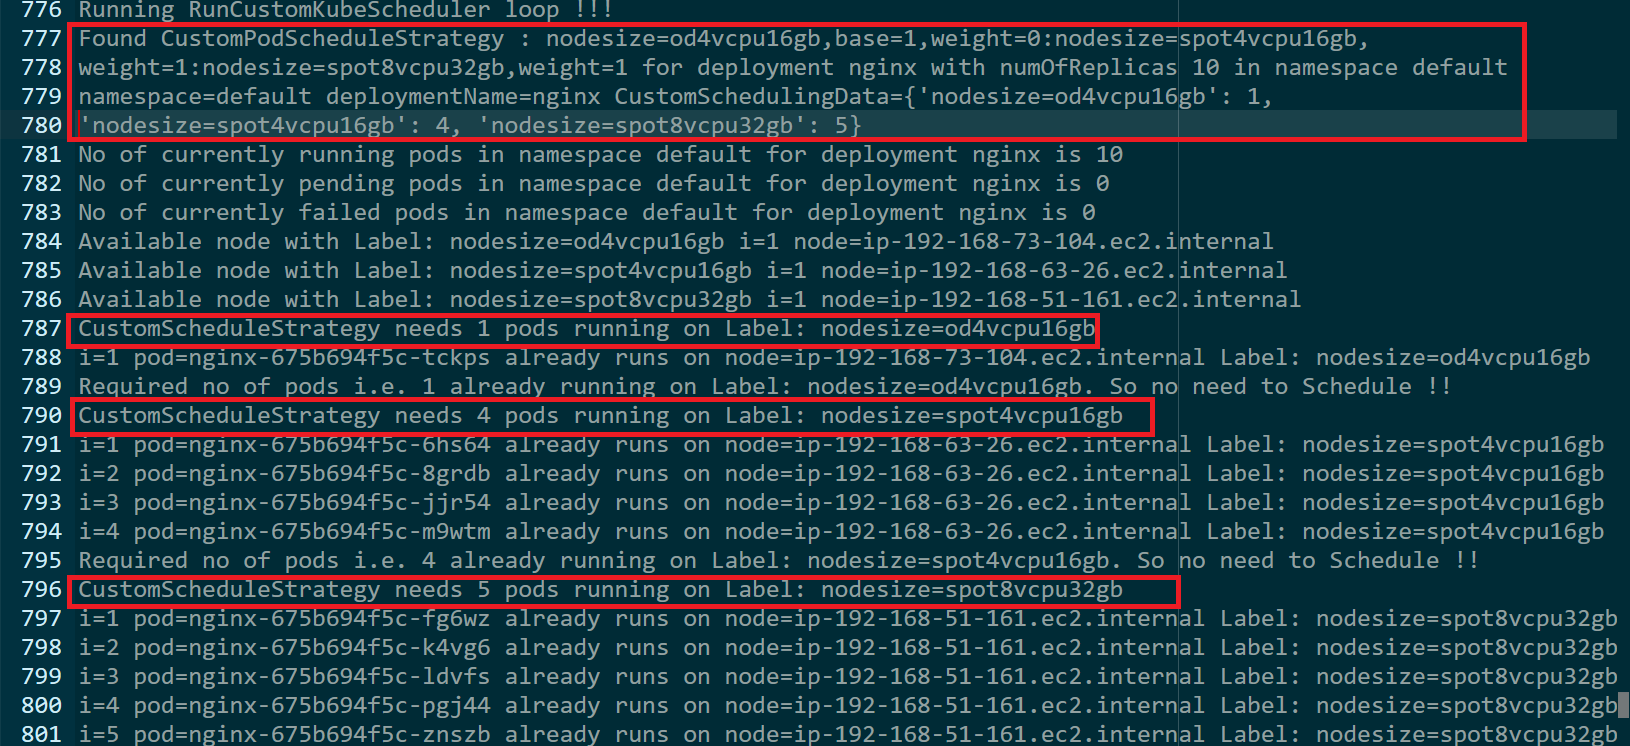 776 Running RunCustomKubeScheduler loop !!!
777 Found CustomPodScheduleStrategy : nodesize=od4vcpu16gb,base=1,weight=0:nodesize=spot4vcpu16gb,
778 weight=1:nodesize=spot8vcpu32gb,weight=1 for deployment nginx with numOfReplicas 10 in namespace default
779 namespace=default deploymentName=nginx CustomSchedulingData={'nodesize=od4vcpu16gb': 1,
780 'nodesize=spot4vcpu16gb': 4, 'nodesize=spot8vcpu32gb': 5}
781 No of currently running pods in namespace default for deployment nginx is 10
782 No of currently pending pods in namespace default for deployment nginx is 0
783 No of currently failed pods in namespace default for deployment nginx is 0
784 Available node with Label: nodesize=od4vcpu16gb i=1 node=ip-192-168-73-104.ec2.internal
785 Available node with Label: nodesize=spot4vcpu16gb i=1 node=ip-192-168-63-26.ec2.internal
786 Available node with Label: nodesize=spot8vcpu32gb i=1 node=ip-192-168-51-161.ec2.internal
787 CustomScheduleStrategy needs 1 pods running on Label: nodesize=od4vcpu16gb
788 i=1 pod=nginx-675b694f5c-tckps already runs on node=ip-192-168-73-104.ec2.internal Label: nodesize=od4vcpu16gb
789 Required no of pods i.e. 1 already running on Label: nodesize=od4vcpu16gb. So no need to Schedule !!
790 CustomScheduleStrategy needs 4 pods running on Label: nodesize=spot4vcpu16gb
791 i=1 pod=nginx-675b694f5c-6hs64 already runs on node=ip-192-168-63-26.ec2.internal Label: nodesize=spot4vcpu16gb
792 i=2 pod=nginx-675b694f5c-8grdb already runs on node=ip-192-168-63-26.ec2.internal Label: nodesize=spot4vcpu16gb
793 i=3 pod=nginx-675b694f5c-jjr54 already runs on node=ip-192-168-63-26.ec2.internal Label: nodesize=spot4vcpu16gb
794 i=4 pod=nginx-675b694f5c-m9wtm already runs on node=ip-192-168-63-26.ec2.internal Label: nodesize=spot4vcpu16gb
795 Required no of pods i.e. 4 already running on Label: nodesize=spot4vcpu16gb. So no need to Schedule !!
796 CustomScheduleStrategy needs 5 pods running on Label: nodesize=spot8vcpu32gb
797 i=1 pod=nginx-675b694f5c-fg6wz already runs on node=ip-192-168-51-161.ec2.internal Label: nodesize=spot8vcpu32gb
798 i=2 pod=nginx-675b694f5c-k4vg6 already runs on node=ip-192-168-51-161.ec2.internal Label: nodesize=spot8vcpu32gb
799 i=3 pod=nginx-675b694f5c-ldvfs already runs on node=ip-192-168-51-161.ec2.internal Label: nodesize=spot8vcpu32gb
800 i=4 pod=nginx-675b694f5c-pgj44 already runs on node=ip-192-168-51-161.ec2.internal Label: nodesize=spot8vcpu32gb
801 i=5 pod=nginx-675b694f5c-znszb already runs on node=ip-192-168-51-161.ec2.internal Label: nodesize=spot8vcpu32gb